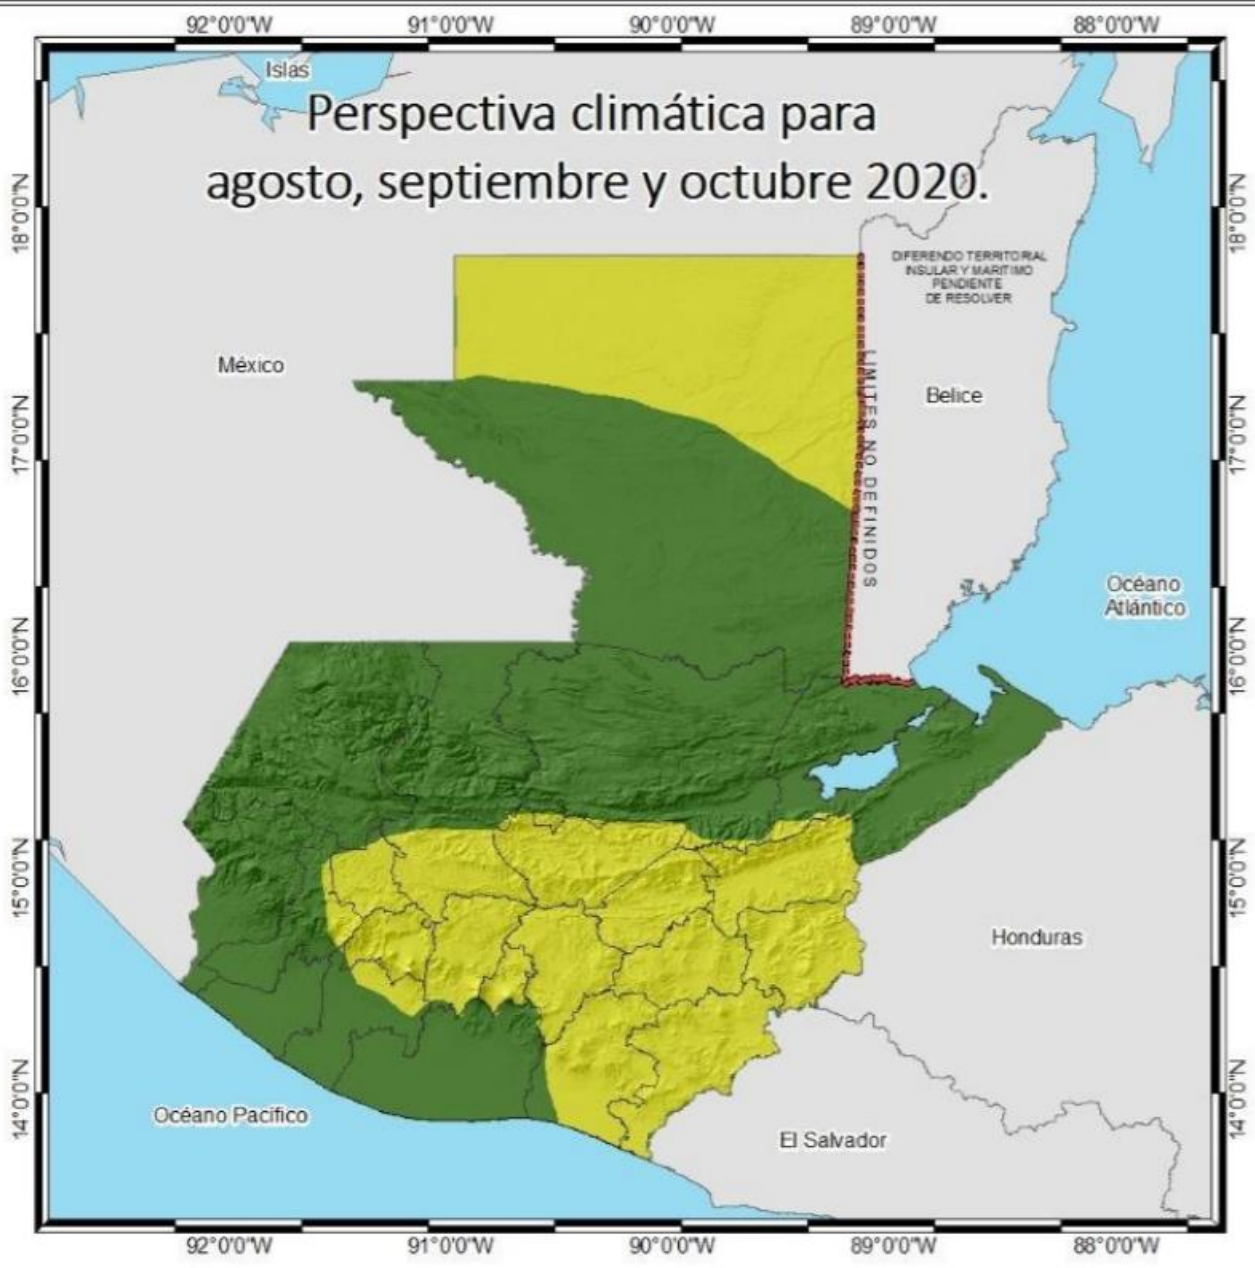 92°0'0"W
91°0'0"W
90°0'0"W
89°0'0"W
88°0'0"W
Islas
Perspectiva climática para
agosto, septiembre y octubre 2020.
18°0'0"N
18°0'0"N
DIFERENDO TERRITORIAL
INSULAR Y MARITIMO
PENDIENTE
DE RESOLVER
México
LIMITES NO DEFINIDOS
Belice
17°0'0"N
17°0'0"N
Océano
Atlántico
16°0'0"N
16°0'0"N
15°0'0"N
15°0'0"N
Honduras
14°0'0"N
14°0'0"N
Océano Pacífico
El Salvador
92°0'0"W
91°0'0"W
90°0'0"W
89°0'0"W
88°0'0"W